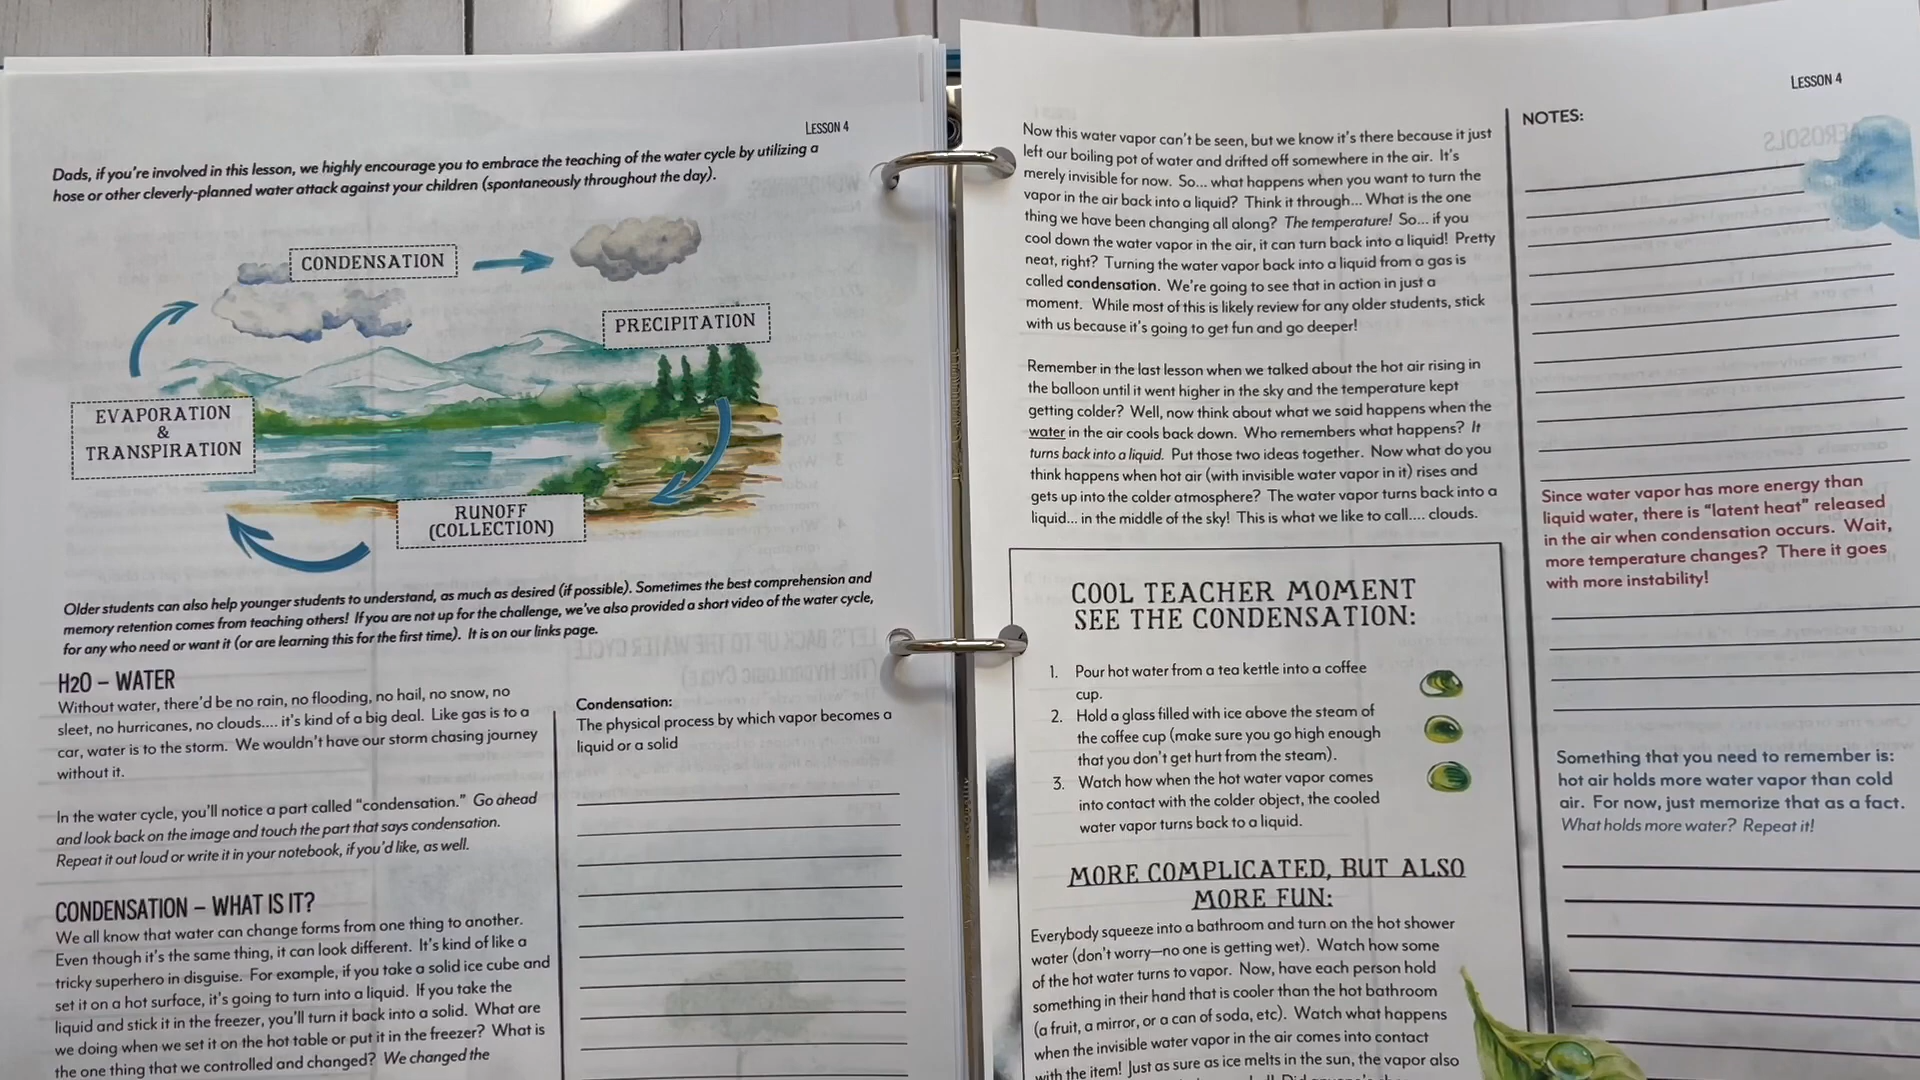 LESSON 4
Dads, if you're involved in this lesson, we highly encourage you to embrace the teaching of the water cycle by utilizing a
hose or other cleverly-planned water attack against your children (spontaneously throughout the day).
CONDENSATION
PRECIPITATION
EVAPORATION
&
TRANSPIRATION
RUNOFF
(COLLECTION)
Older students can also help younger students to understand, as much as desired (if possible). Sometimes the best comprehension and
memory retention comes from teaching others! If you are not up for the challenge, we've also provided a short video of the water cycle,
for any who need or want it (or are learning this for the first time). It is on our links page.
H2O – WATER
Without water, there'd be no rain, no flooding, no hail, no snow, no
sleet, no hurricanes, no clouds.... it's kind of a big deal. Like gas is to a
car, water is to the storm. We wouldn't have our storm chasing journey
without it.
In the water cycle, you'll notice a part called “condensation.” Go ahead
and look back on the image and touch the part that says condensation.
Repeat it out loud or write it in your notebook, if you'd like, as well.
CONDENSATION – WHAT IS IT?
We all know that water can change forms from one thing to another.
Even though it's the same thing, it can look different. It's kind of like a
tricky superhero in disguise. For example, if you take a solid ice cube and
set it on a hot surface, it's going to turn into a liquid. If you take the
liquid and stick it in the freezer, you'll turn it back into a solid. What are
we doing when we set it on the hot table or put it in the freezer? What is
the one thing that we controlled and changed? We changed the
Condensation:
The physical process by which vapor becomes a
liquid or a solid
LESSON 4
Now this water vapor can't be seen, but we know it's there because it just
left our boiling pot of water and drifted off somewhere in the air. It's
merely invisible for now. So... what happens when you want to turn the
vapor in the air back into a liquid? Think it through... What is the one
thing we have been changing all along? The temperature! So... if you
cool down the water vapor in the air, it can turn back into a liquid! Pretty
neat, right? Turning the water vapor back into a liquid from a gas is
called condensation. We're going to see that in action in just a
moment. While most of this is likely review for any older students, stick
with us because it's going to get fun and go deeper!
Remember in the last lesson when we talked about the hot air rising in
the balloon until it went higher in the sky and the temperature kept
getting colder? Well, now think about what we said happens when the
water in the air cools back down. Who remembers what happens? It
turns back into a liquid. Put those two ideas together. Now what do you
think happens when hot air (with invisible water vapor in it) rises and
gets up into the colder atmosphere? The water vapor turns back into a
liquid... in the middle of the sky! This is what we like to call.... clouds.
COOL TEACHER MOMENT
SEE THE CONDENSATION:
1. Pour hot water from a tea kettle into a coffee
cup.
2. Hold a glass filled with ice above the steam of
the coffee cup (make sure you go high enough
that you don't get hurt from the steam).
3. Watch how when the hot water vapor comes
into contact with the colder object, the cooled
water vapor turns back to a liquid.
MORE COMPLICATED, BUT ALSO
MORE FUN:
Everybody squeeze into a bathroom and turn on the hot shower
water (don't worry—no one is getting wet). Watch how some
of the hot water turns to vapor. Now, have each person hold
something in their hand that is cooler than the hot bathroom
(a fruit, a mirror, or a can of soda, etc). Watch what happens
when the invisible water vapor in the air comes into contact
with the item! Just as sure as ice melts in the sun, the vapor also
NOTES:
Since water vapor has more energy than
liquid water, there is “latent heat” released
in the air when condensation occurs. Wait,
more temperature changes? There it goes
with more instability!
Something that you need to remember is:
hot air holds more water vapor than cold
air. For now, just memorize that as a fact.
What holds more water? Repeat it!